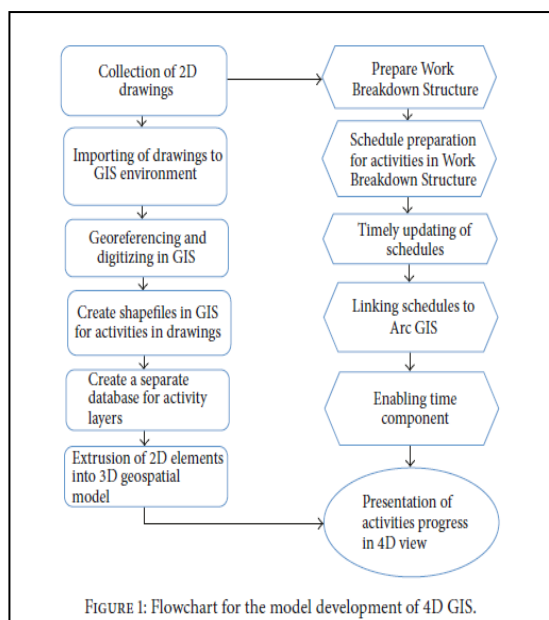 Collection of 2D
drawings
Importing of drawings to
GIS environment
Georeferencing and
digitizing in GIS
Create shapefiles in GIS
for activities in drawings
Create a separate
database for activity
layers
Extrusion of 2D elements
into 3D geospatial
model
Prepare Work
Breakdown Structure
Schedule preparation
for activities in Work
Breakdown Structure
Timely updating of
schedules
Linking schedules to
Arc GIS
Enabling time
component
Presentation of
activities progress
in 4D view
FIGURE 1: Flowchart for the model development of 4D GIS.